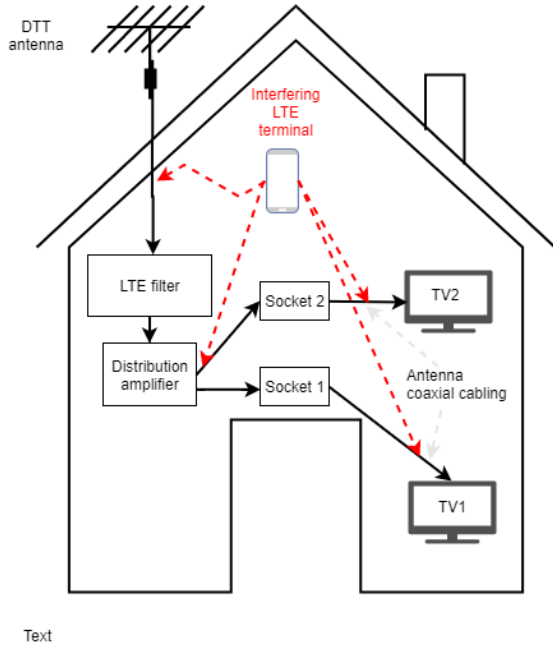 DTT
antenna
Interfering
LTE
terminal
LTE filter
Socket 2
TV2
Distribution
amplifier
Socket 1
Antenna
coaxial cabling
TV1
Text